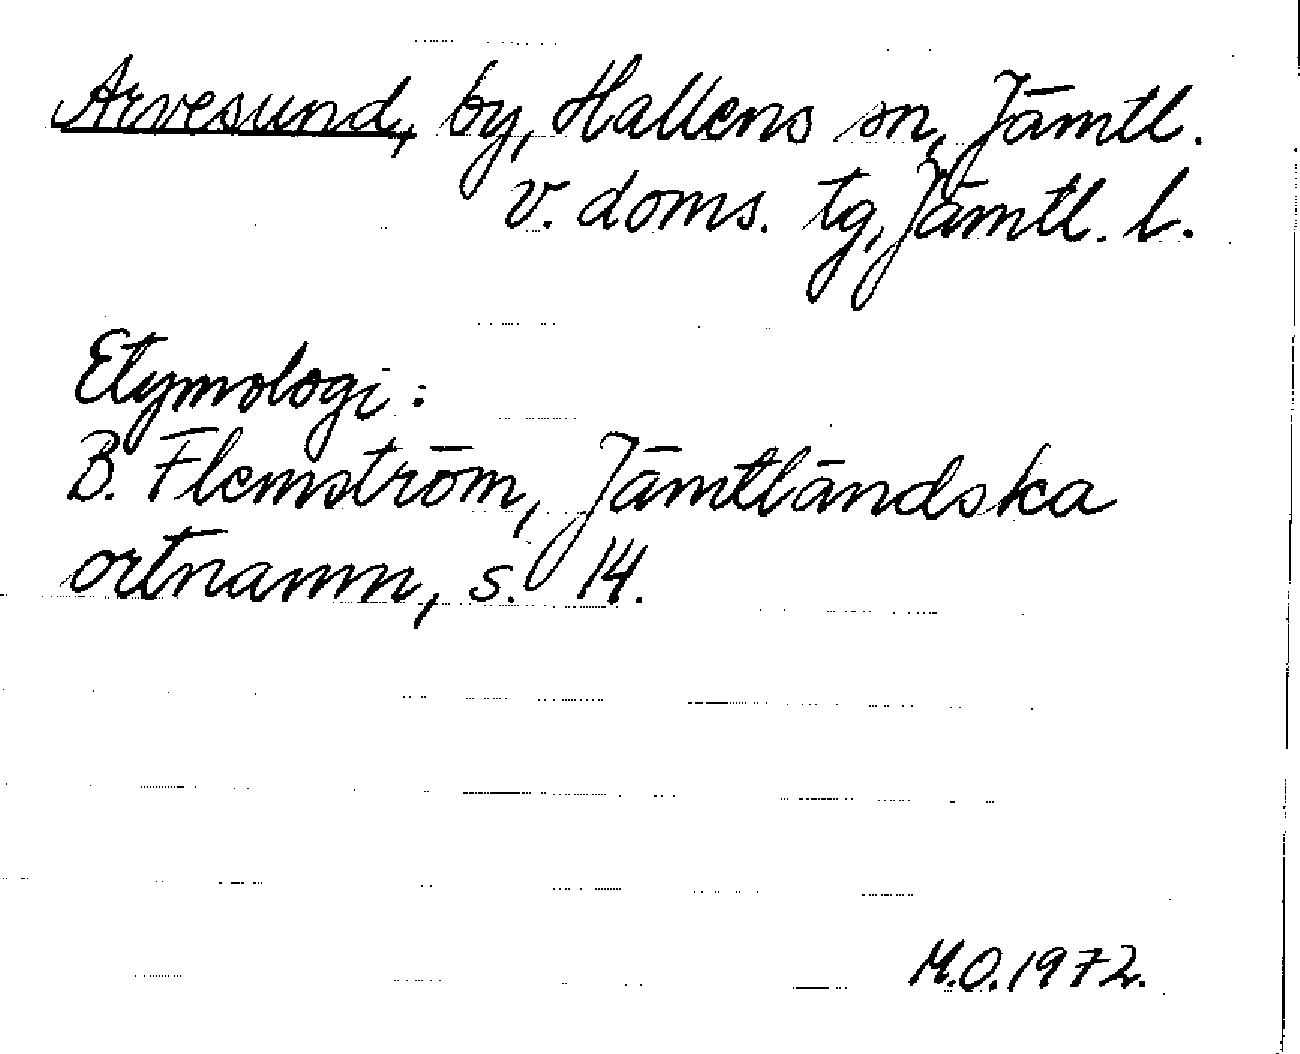 Arvesund, by, Hallens sn, Jämtl.
v. doms. tg, Jämtl. l.
Etymologi:
B. Flemström, Jämtländska
ortnamn, s. 14.
M.O. 1972.